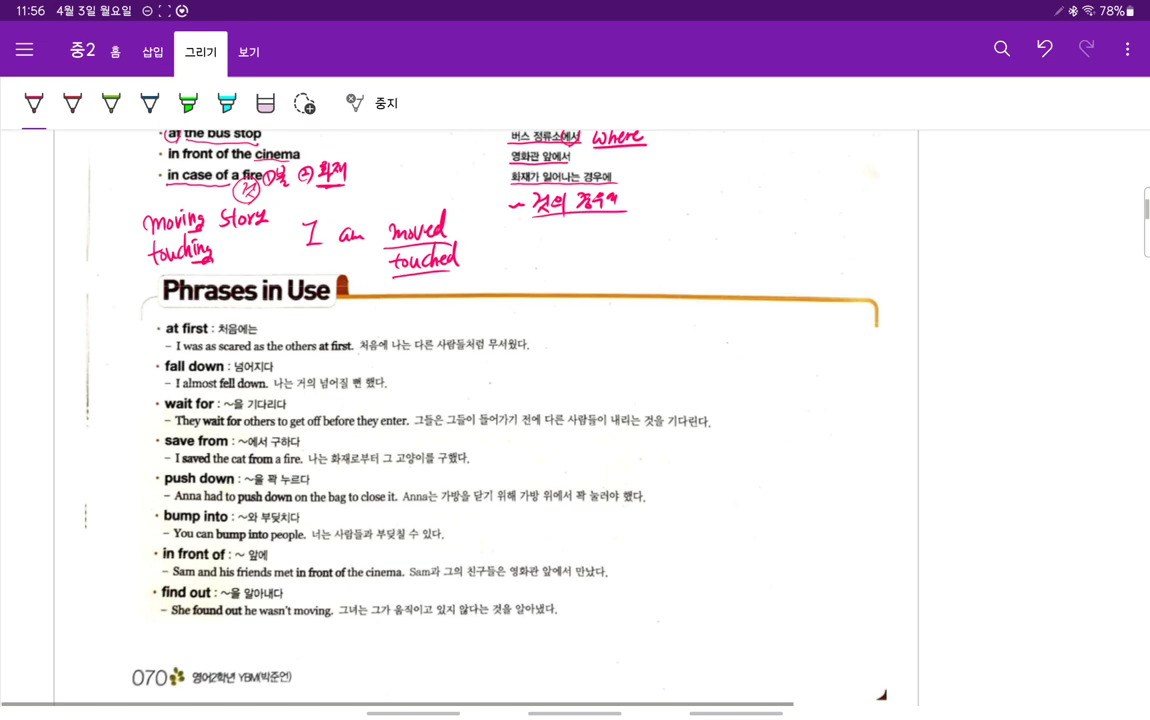 11:56 4월 3일 월요일 78%
중2 홈 삽입 그리기 보기
중지
· at the bus stop 버스 정류소에서 where
· in front of the cinema 영화관 앞에서
· in case of a fire ①불 ②화재 화재가 일어나는 경우에
것 ~ 것의 경우에
moving story I am moved
touching touched
Phrases in Use
· at first : 처음에는
– I was as scared as the others at first. 처음에 나는 다른 사람들처럼 무서웠다.
· fall down : 넘어지다
– I almost fell down. 나는 거의 넘어질 뻔 했다.
· wait for : ~을 기다리다
– They wait for others to get off before they enter. 그들은 그들이 들어가기 전에 다른 사람들이 내리는 것을 기다린다.
· save from : ~에서 구하다
– I saved the cat from a fire. 나는 화재로부터 그 고양이를 구했다.
· push down : ~을 꽉 누르다
– Anna had to push down on the bag to close it. Anna는 가방을 닫기 위해 가방 위에서 꽉 눌러야 했다.
· bump into : ~와 부딪치다
– You can bump into people. 너는 사람들과 부딪칠 수 있다.
· in front of : ~ 앞에
– Sam and his friends met in front of the cinema. Sam과 그의 친구들은 영화관 앞에서 만났다.
· find out : ~을 알아내다
– She found out he wasn't moving. 그녀는 그가 움직이고 있지 않다는 것을 알아냈다.
070 영어2학년 YBM(박준언)